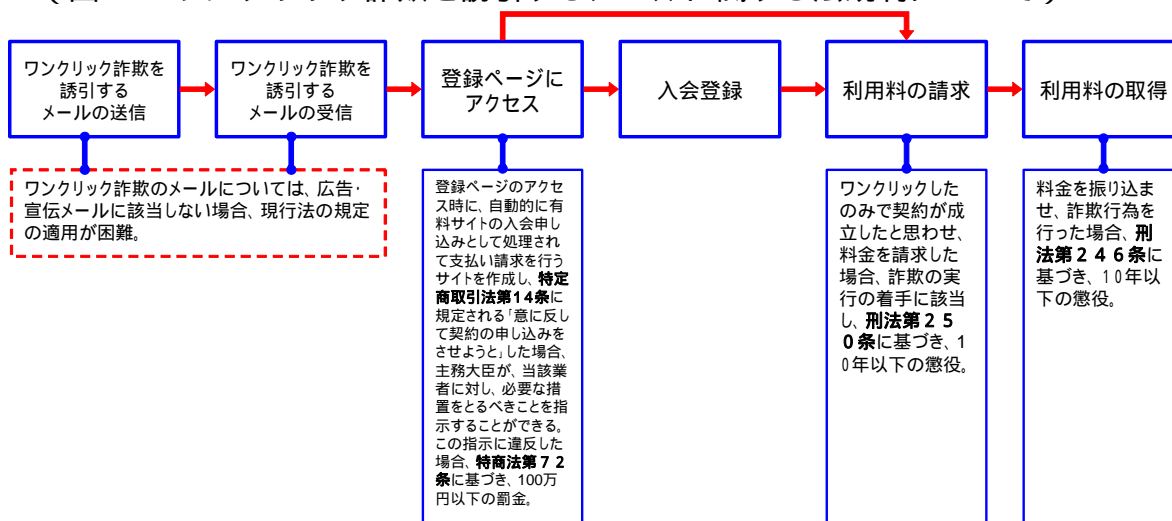 ワンクリック詐欺を
誘引する
メールの送信
ワンクリック詐欺を
誘引する
メールの受信
登録ページに
アクセス
入会登録
利用料の請求
利用料の取得
ワンクリック詐欺のメールについては、広告・
宣伝メールに該当しない場合、現行法の規定
の適用が困難。
登録ページのアクセ
ス時に、自動的に有
料サイトの入会申し
込みとして処理され
て支払い請求を行う
サイトを作成し、特定
商取引法第14条に
規定される「意に反し
て契約の申し込みを
させようと」した場合、
主務大臣が、当該業
者に対し、必要な措
置をとるべきことを指
示することができる。
この指示に違反した
場合、特商法第７２
条に基づき、100万
円以下の罰金。
ワンクリックした
のみで契約が成
立したと思わせ、
料金を請求した
場合、詐欺の実
行の着手に該当
し、刑法第２５
０条に基づき、1
0年以下の懲役。
料金を振り込ま
せ、詐欺行為を
行った場合、刑
法第２４６条に
基づき、10年以
下の懲役。